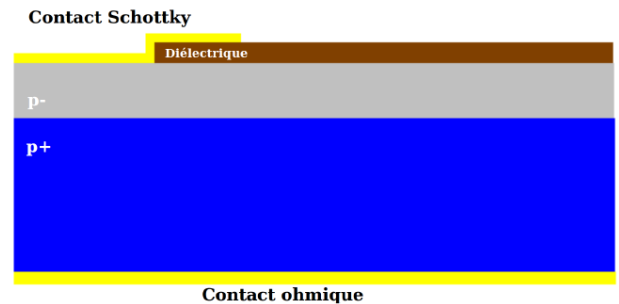 Contact Schottky
Diélectrique
p-
p+
Contact ohmique